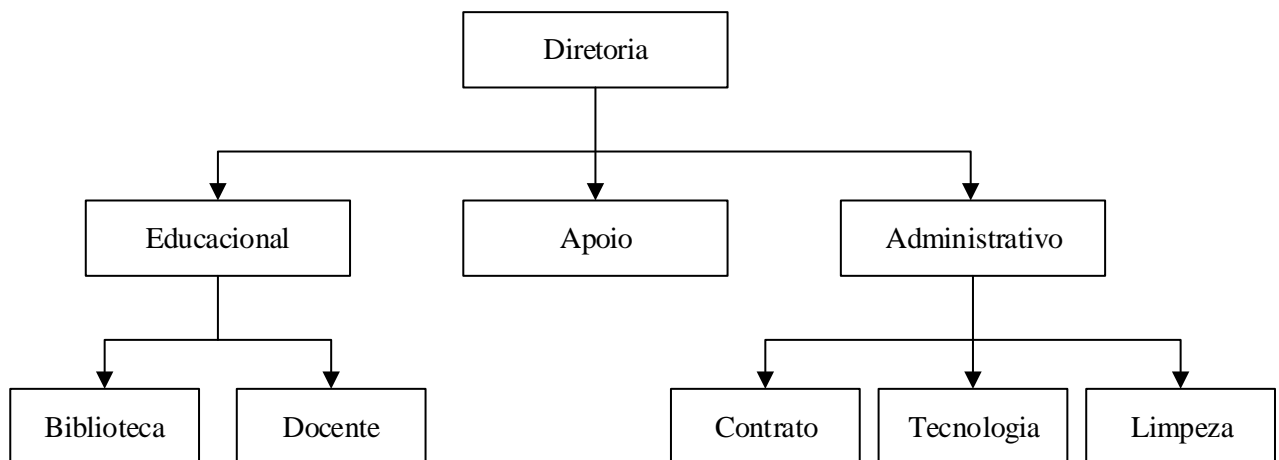 Diretoria
Educacional
Apoio
Administrativo
Biblioteca
Docente
Contrato
Tecnologia
Limpeza